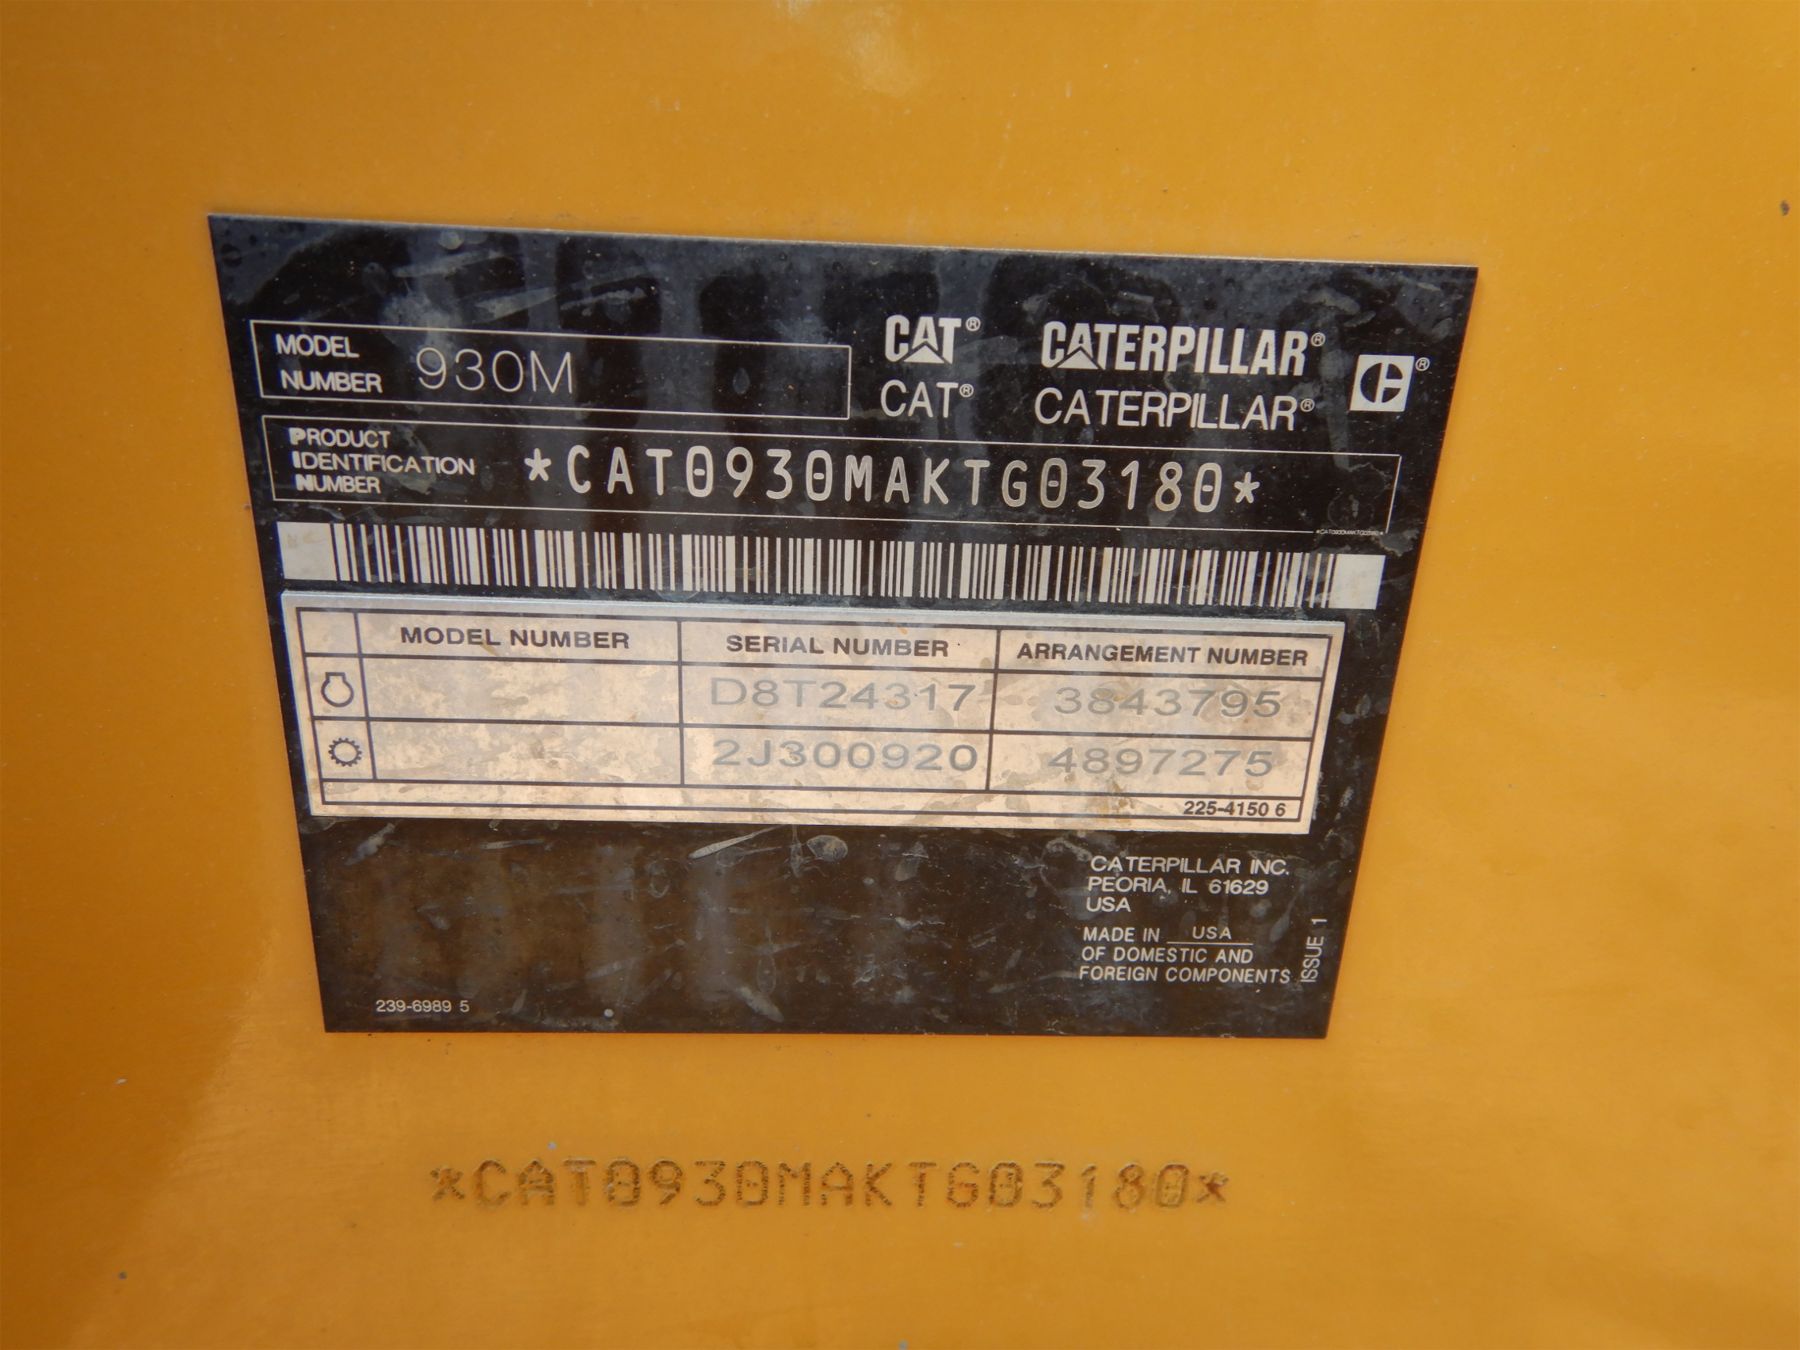 MODEL
NUMBER 930M
CAT® CATERPILLAR® ®
CAT® CATERPILLAR®
PRODUCT
IDENTIFICATION
NUMBER
*CAT0930MAKTG03180*
*CAT0930MAKTG03180*
MODEL NUMBER SERIAL NUMBER ARRANGEMENT NUMBER
D8T24317 3843795
2J300920 4897275
225-4150 6
CATERPILLAR INC.
PEORIA, IL 61629
USA
MADE IN USA
OF DOMESTIC AND
FOREIGN COMPONENTS
ISSUE 1
239-6989 5
*CAT0930MAKTG03180*